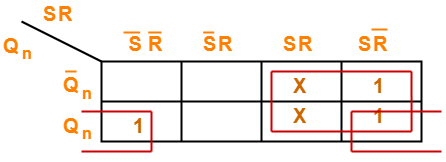 SR
Qn S̅ R̅ S̅R SR SR̅
Q̅n X 1
Qn 1 X 1